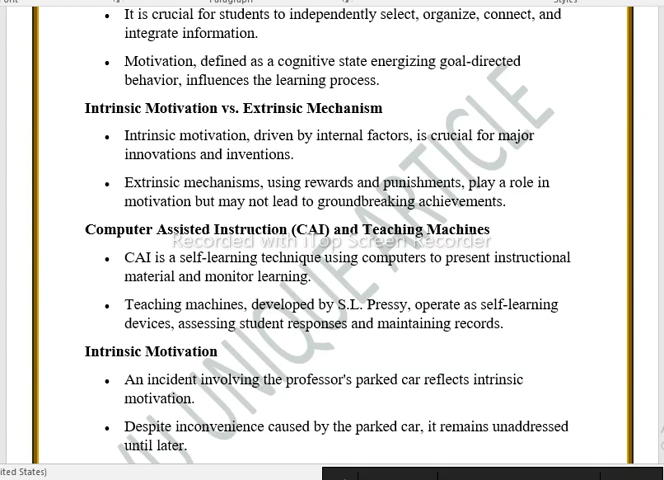 Paragraph
Styles
• It is crucial for students to independently select, organize, connect, and
integrate information.
• Motivation, defined as a cognitive state energizing goal-directed
behavior, influences the learning process.
Intrinsic Motivation vs. Extrinsic Mechanism
• Intrinsic motivation, driven by internal factors, is crucial for major
innovations and inventions.
• Extrinsic mechanisms, using rewards and punishments, play a role in
motivation but may not lead to groundbreaking achievements.
Computer Assisted Instruction (CAI) and Teaching Machines
Recorded with iTop Screen Recorder
• CAI is a self-learning technique using computers to present instructional
material and monitor learning.
• Teaching machines, developed by S.L. Pressy, operate as self-learning
devices, assessing student responses and maintaining records.
Intrinsic Motivation
• An incident involving the professor's parked car reflects intrinsic
motivation.
• Despite inconvenience caused by the parked car, it remains unaddressed
until later.
UNIQUE ARTICLE
ited States)